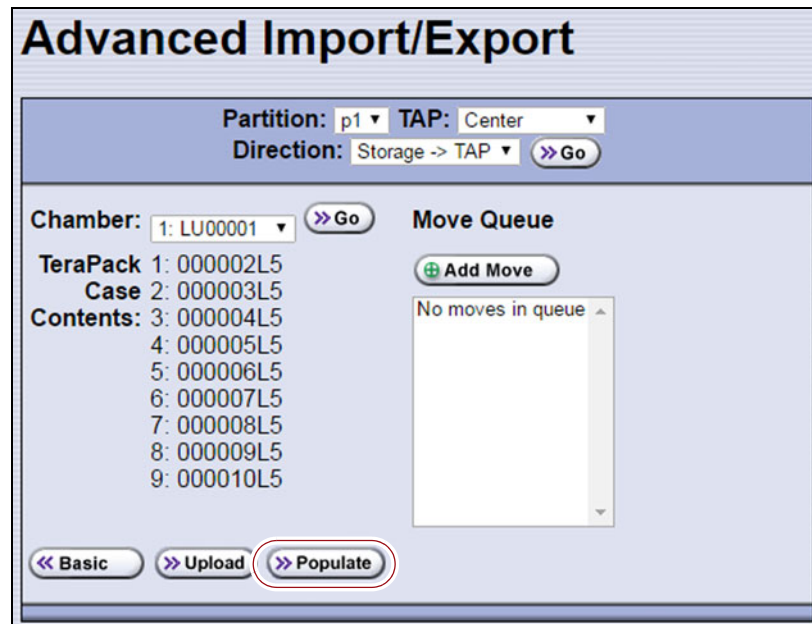 Advanced Import/Export
Partition: p1 TAP: Center
Direction: Storage -> TAP Go
Chamber: 1: LU00001 Go
TeraPack Case Contents:
1: 000002L5
2: 000003L5
3: 000004L5
4: 000005L5
5: 000006L5
6: 000007L5
7: 000008L5
8: 000009L5
9: 000010L5
Move Queue
Add Move
No moves in queue
Basic Upload Populate